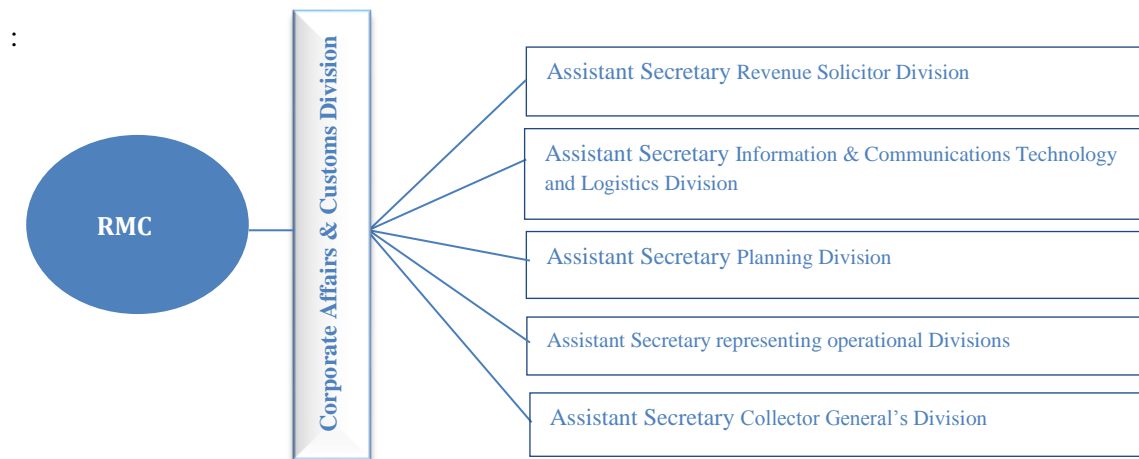 :
RMC
Corporate Affairs & Customs Division
Assistant Secretary Revenue Solicitor Division
Assistant Secretary Information & Communications Technology
and Logistics Division
Assistant Secretary Planning Division
Assistant Secretary representing operational Divisions
Assistant Secretary Collector General’s Division